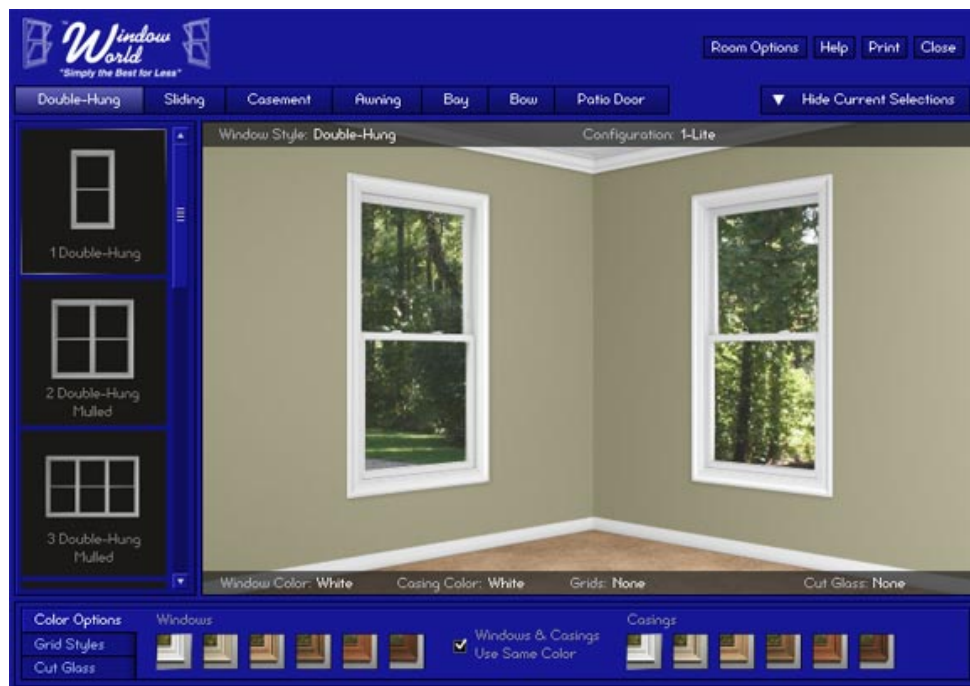 Window
World
"Simply the Best for Less"
Room Options Help Print Close
Double-Hung Sliding Casement Awning Bay Bow Patio Door
▼ Hide Current Selections
Window Style: Double-Hung Configuration: 1-Lite
1 Double-Hung
2 Double-Hung
Mulled
3 Double-Hung
Mulled
Window Color: White Casing Color: White Grids: None Cut Glass: None
Color Options
Grid Styles
Cut Glass
Windows
Windows & Casings
Use Same Color
Casings